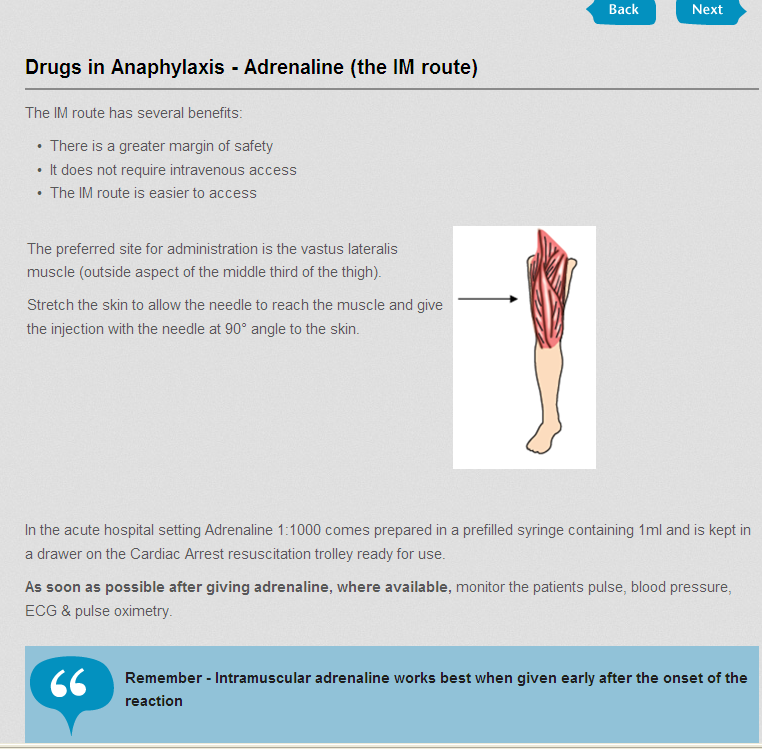 Back
Next
Drugs in Anaphylaxis - Adrenaline (the IM route)
The IM route has several benefits:
• There is a greater margin of safety
• It does not require intravenous access
• The IM route is easier to access
The preferred site for administration is the vastus lateralis
muscle (outside aspect of the middle third of the thigh).
Stretch the skin to allow the needle to reach the muscle and give
the injection with the needle at 90° angle to the skin.
In the acute hospital setting Adrenaline 1:1000 comes prepared in a prefilled syringe containing 1ml and is kept in
a drawer on the Cardiac Arrest resuscitation trolley ready for use.
As soon as possible after giving adrenaline, where available, monitor the patients pulse, blood pressure,
ECG & pulse oximetry.
Remember - Intramuscular adrenaline works best when given early after the onset of the
reaction